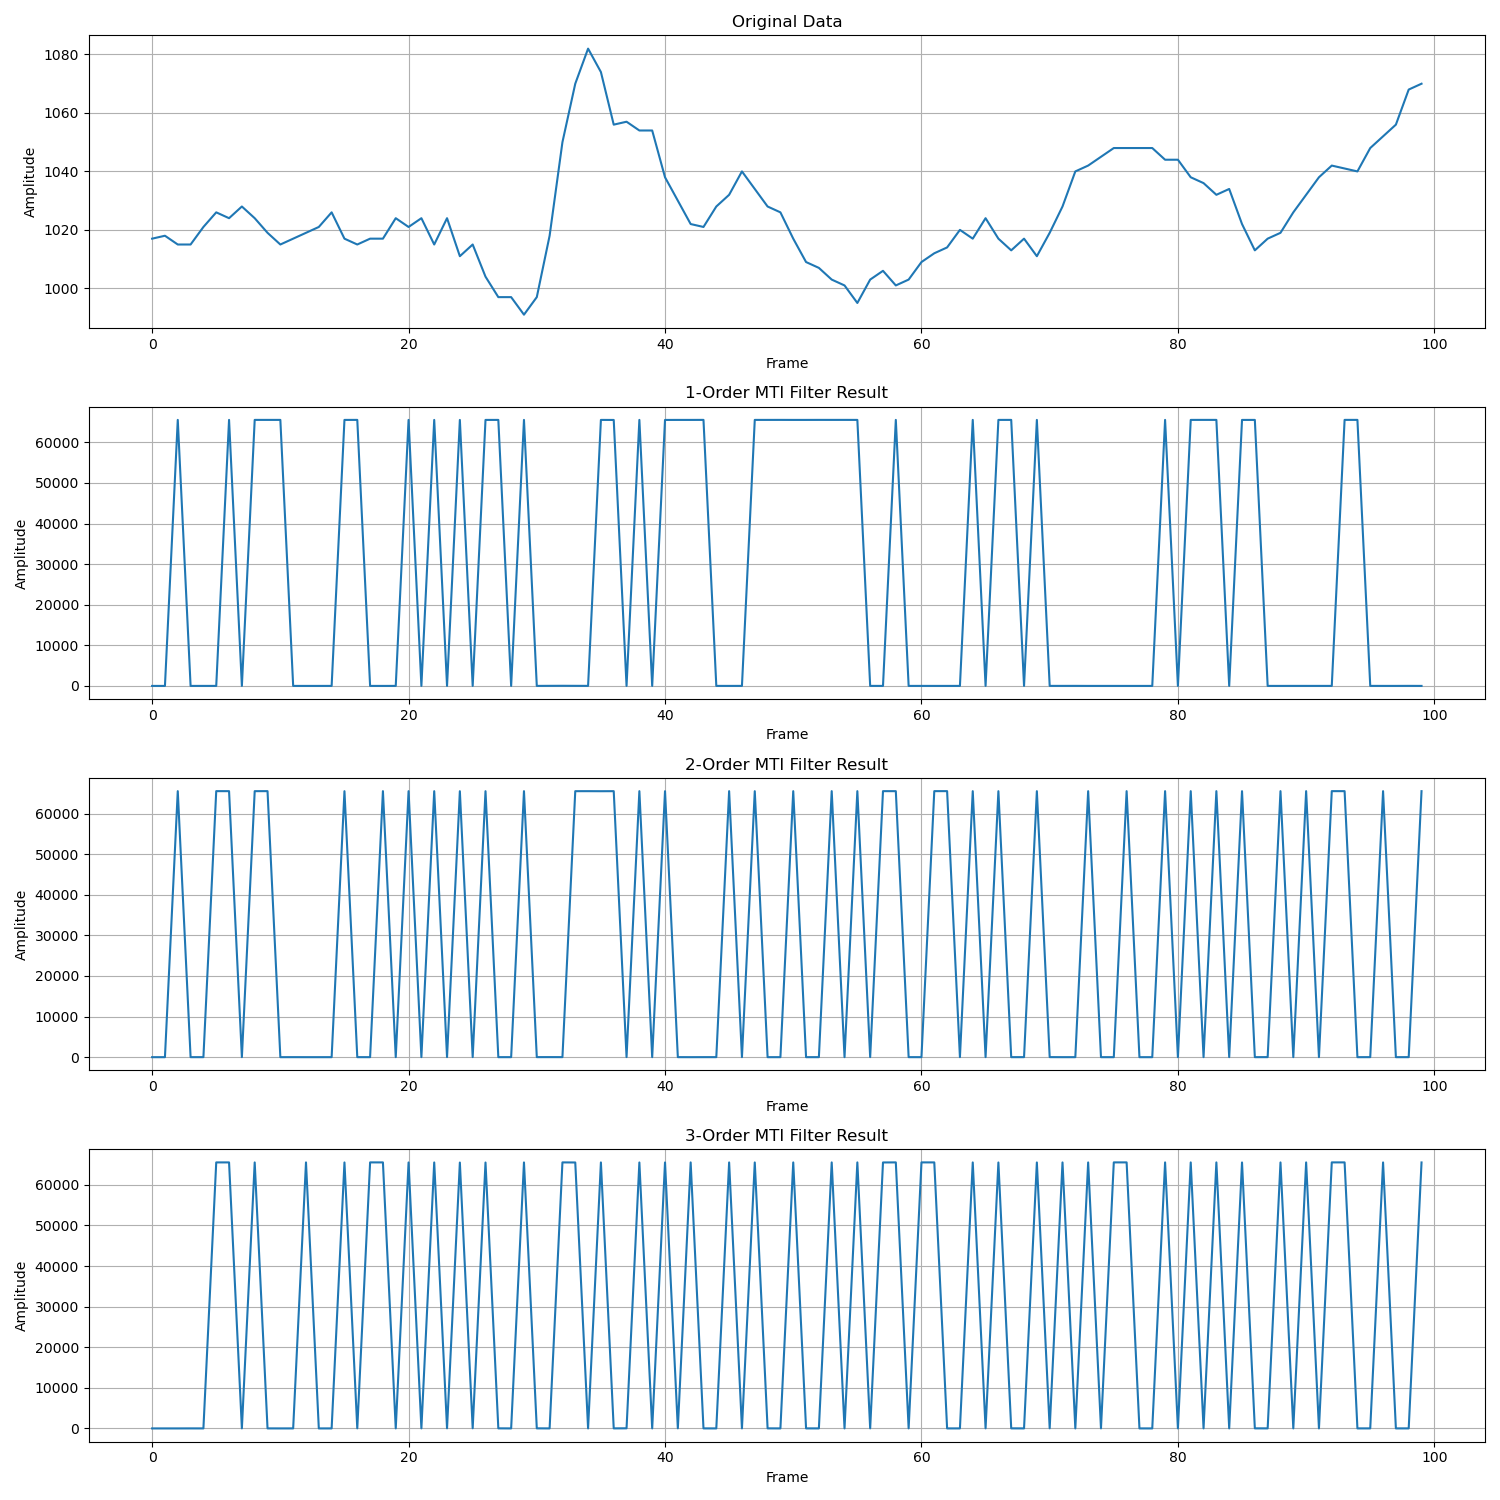 Original Data
1080
1060
1040
1020
1000
Amplitude
0 20 40 60 80 100
Frame
1-Order MTI Filter Result
60000
50000
40000
30000
20000
10000
0
Amplitude
0 20 40 60 80 100
Frame
2-Order MTI Filter Result
60000
50000
40000
30000
20000
10000
0
Amplitude
0 20 40 60 80 100
Frame
3-Order MTI Filter Result
60000
50000
40000
30000
20000
10000
0
Amplitude
0 20 40 60 80 100
Frame